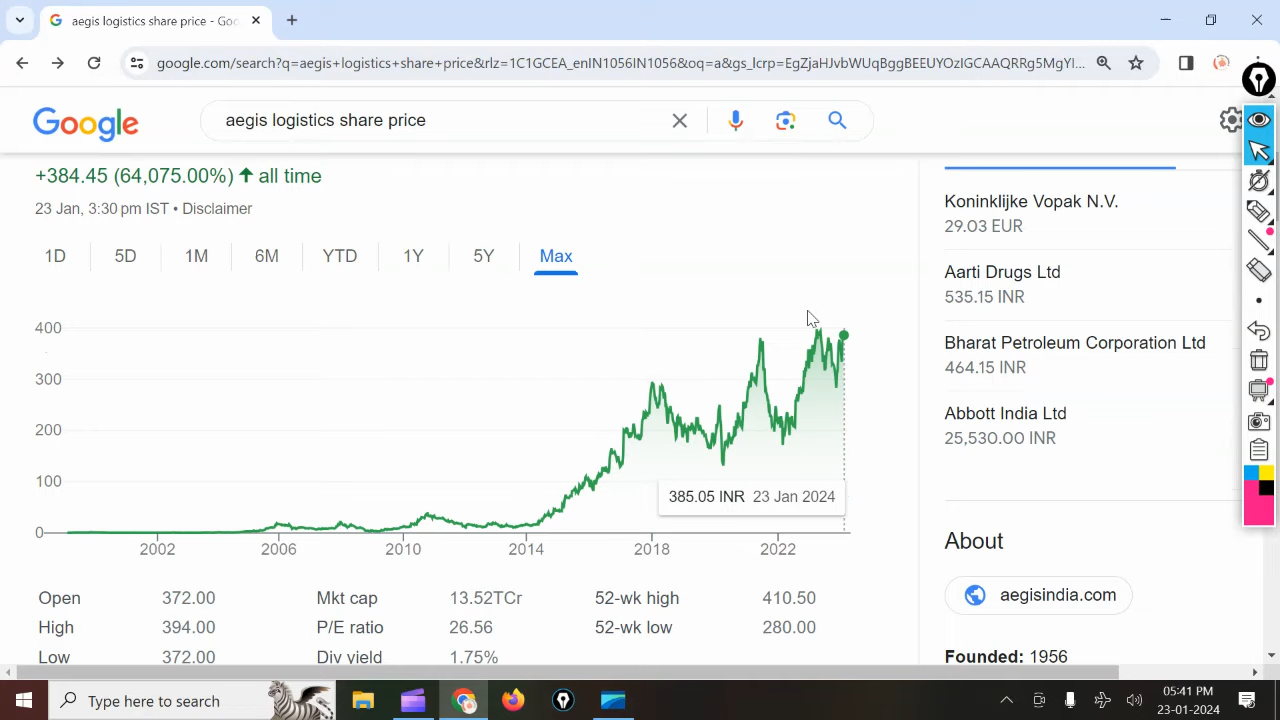 aegis logistics share price - Goo
google.com/search?q=aegis+logistics+share+price&rlz=1C1GCEA_enIN1056IN1056&oq=a&gs_lcrp=EgZjaHJvbWUqBggBEEUYOzIGCAAQRRg5MgYI...
Google
aegis logistics share price
+384.45 (64,075.00%) ↑ all time
23 Jan, 3:30 pm IST • Disclaimer
1D 5D 1M 6M YTD 1Y 5Y Max
400
300
200
100
0
385.05 INR 23 Jan 2024
2002 2006 2010 2014 2018 2022
Open 372.00 Mkt cap 13.52TCr 52-wk high 410.50
High 394.00 P/E ratio 26.56 52-wk low 280.00
Low 372.00 Div yield 1.75%
Koninklijke Vopak N.V.
29.03 EUR
Aarti Drugs Ltd
535.15 INR
Bharat Petroleum Corporation Ltd
464.15 INR
Abbott India Ltd
25,530.00 INR
About
aegisindia.com
Founded: 1956
Type here to search
05:41 PM
23-01-2024